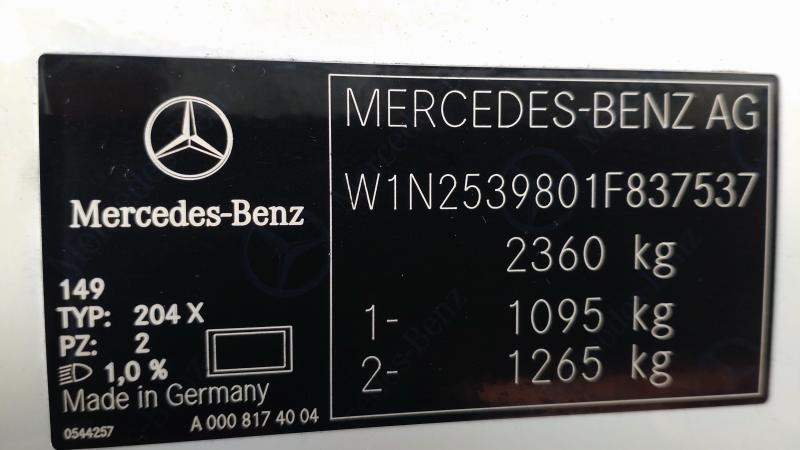 Mercedes-Benz
149
TYP: 204 X
PZ: 2
1,0 %
Made in Germany
0544257
A 000 817 40 04
MERCEDES-BENZ AG
W1N2539801F837537
2360 kg
1- 1095 kg
2- 1265 kg